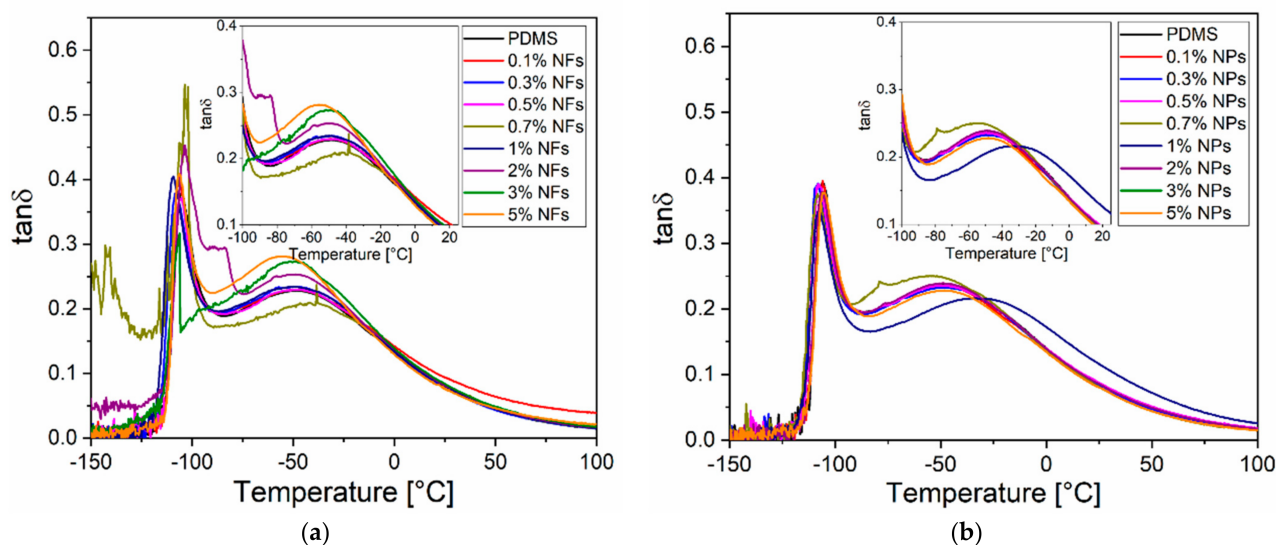 a)
b)
0.6
0.5
0.4
0.3
0.2
0.1
0.0
tanδ
-150
-100
-50
0
50
100
Temperature [°C]
0.4
0.3
0.2
0.1
tanδ
-100
-80
-60
-40
-20
0
20
Temperature [°C]
PDMS
0.1% NFs
0.3% NFs
0.5% NFs
0.7% NFs
1% NFs
2% NFs
3% NFs
5% NFs
(a)
0.6
0.5
0.4
0.3
0.2
0.1
0.0
tanδ
-150
-100
-50
0
50
100
Temperature [°C]
0.4
0.3
0.2
0.1
tanδ
-100
-80
-60
-40
-20
0
20
Temperature [°C]
PDMS
0.1% NPs
0.3% NPs
0.5% NPs
0.7% NPs
1% NPs
2% NPs
3% NPs
5% NPs
(b)